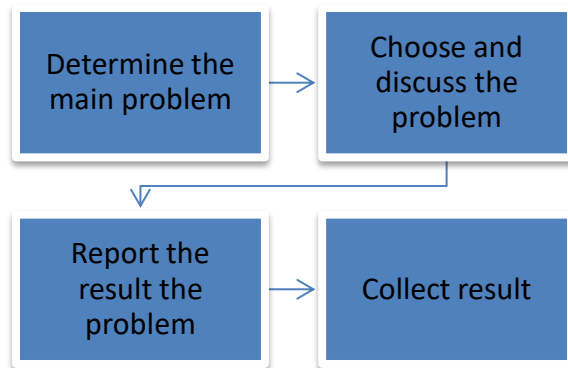 Determine the
main problem
Choose and
discuss the
problem
Report the
result the
problem
Collect result